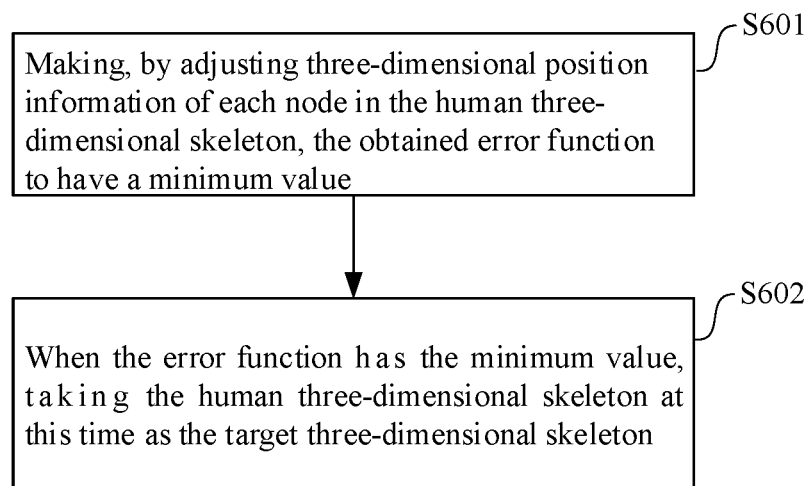 S601
Making, by adjusting three-dimensional position
information of each node in the human three-
dimensional skeleton, the obtained error function
to have a minimum value
S602
When the error function has the minimum value,
taking the human three-dimensional skeleton at
this time as the target three-dimensional skeleton